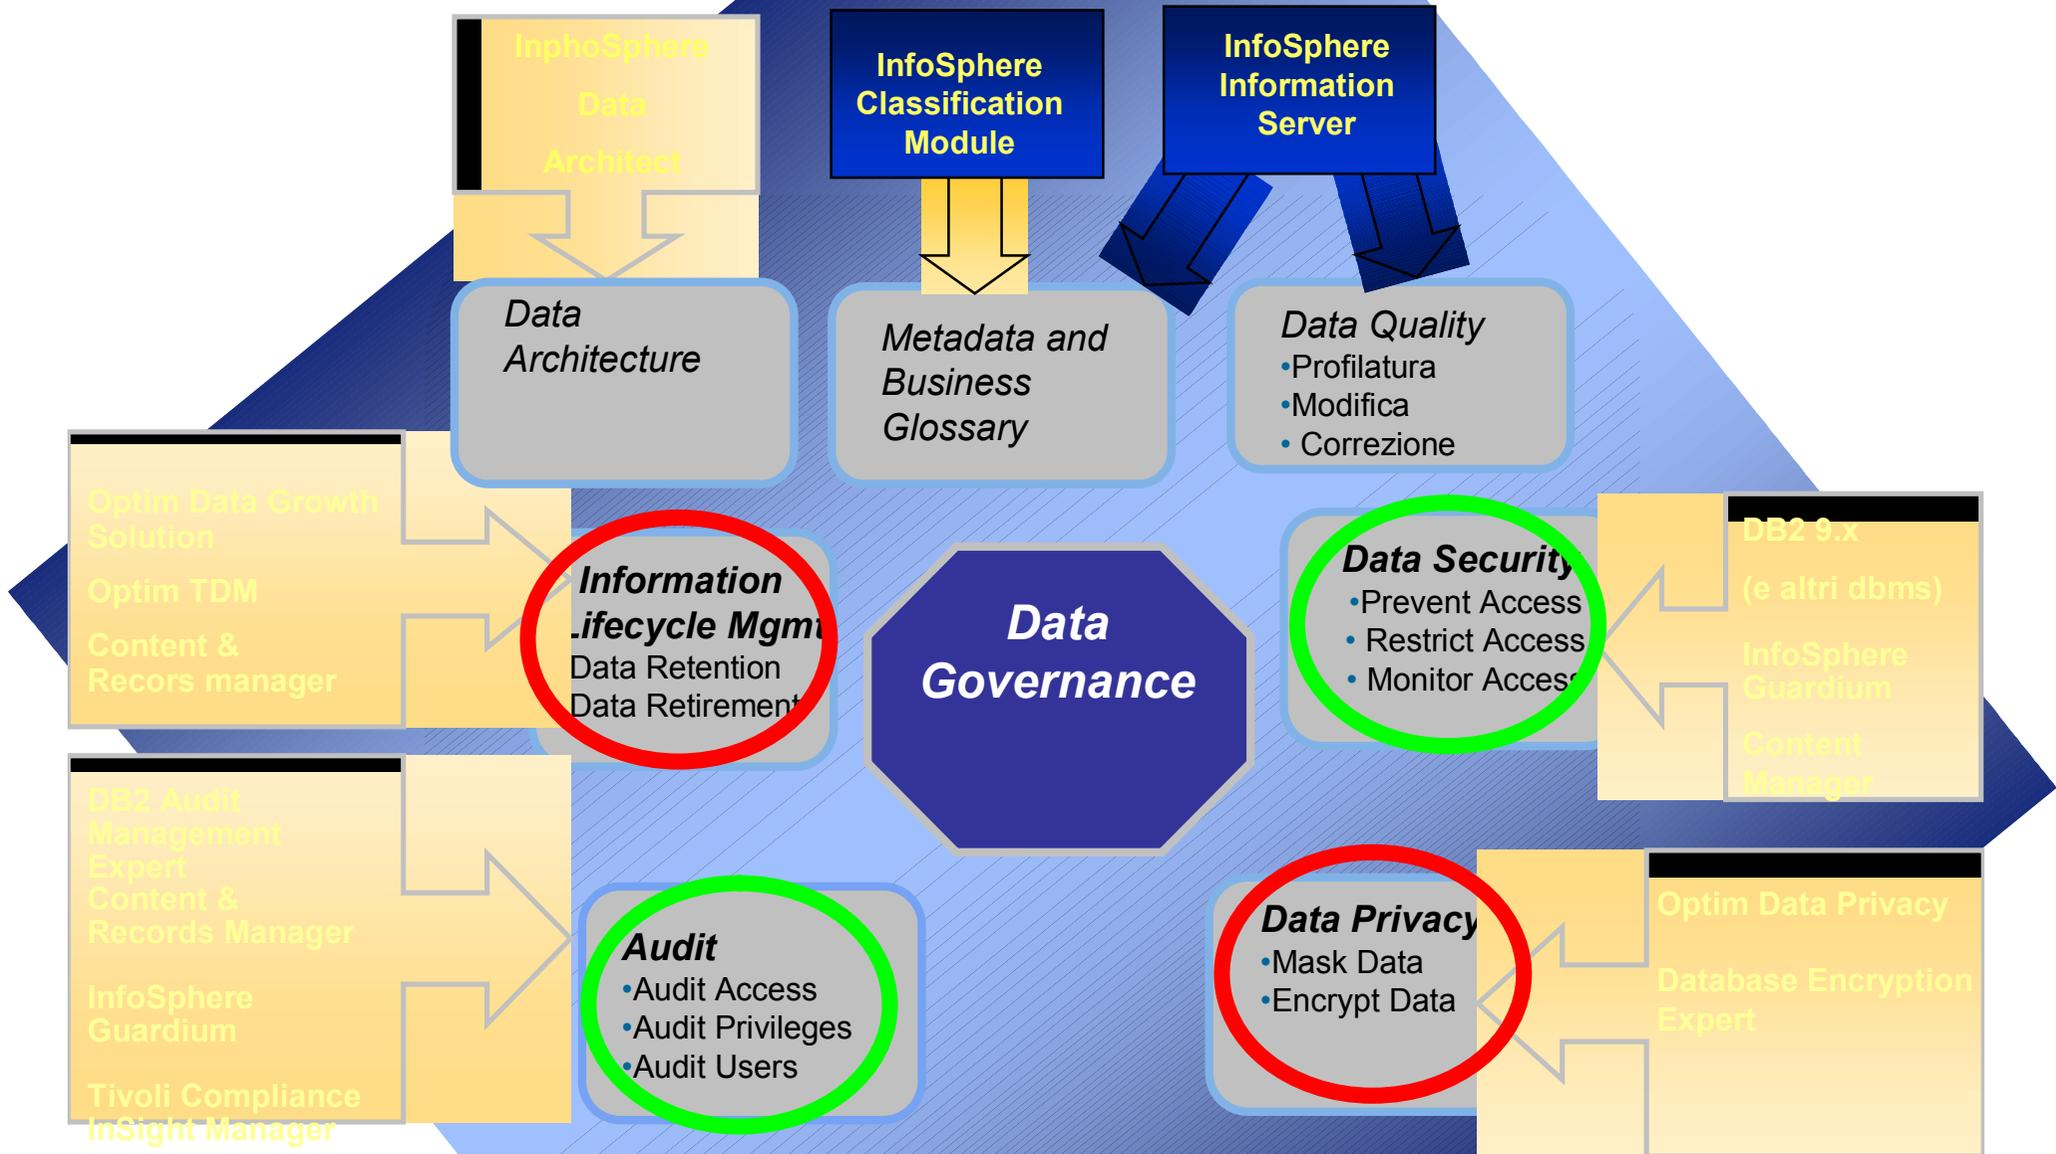 InphoSphere
Data
Architect
InfoSphere
Classification
Module
InfoSphere
Information
Server
Data
Architecture
Metadata and
Business
Glossary
Data Quality
•Profilatura
•Modifica
• Correzione
Optim Data Growth
Solution
Optim TDM
Content &
Recors manager
Information
Lifecycle Mgmt
Data Retention
Data Retirement
Data
Governance
Data Security
•Prevent Access
• Restrict Access
• Monitor Access
DB2 9.x
(e altri dbms)
InfoSphere
Guardium
Content
Manager
DB2 Audit
Management
Expert
Content &
Records Manager
InfoSphere
Guardium
Tivoli Compliance
InSight Manager
Audit
•Audit Access
•Audit Privileges
•Audit Users
Data Privacy
•Mask Data
•Encrypt Data
Optim Data Privacy
Database Encryption
Expert